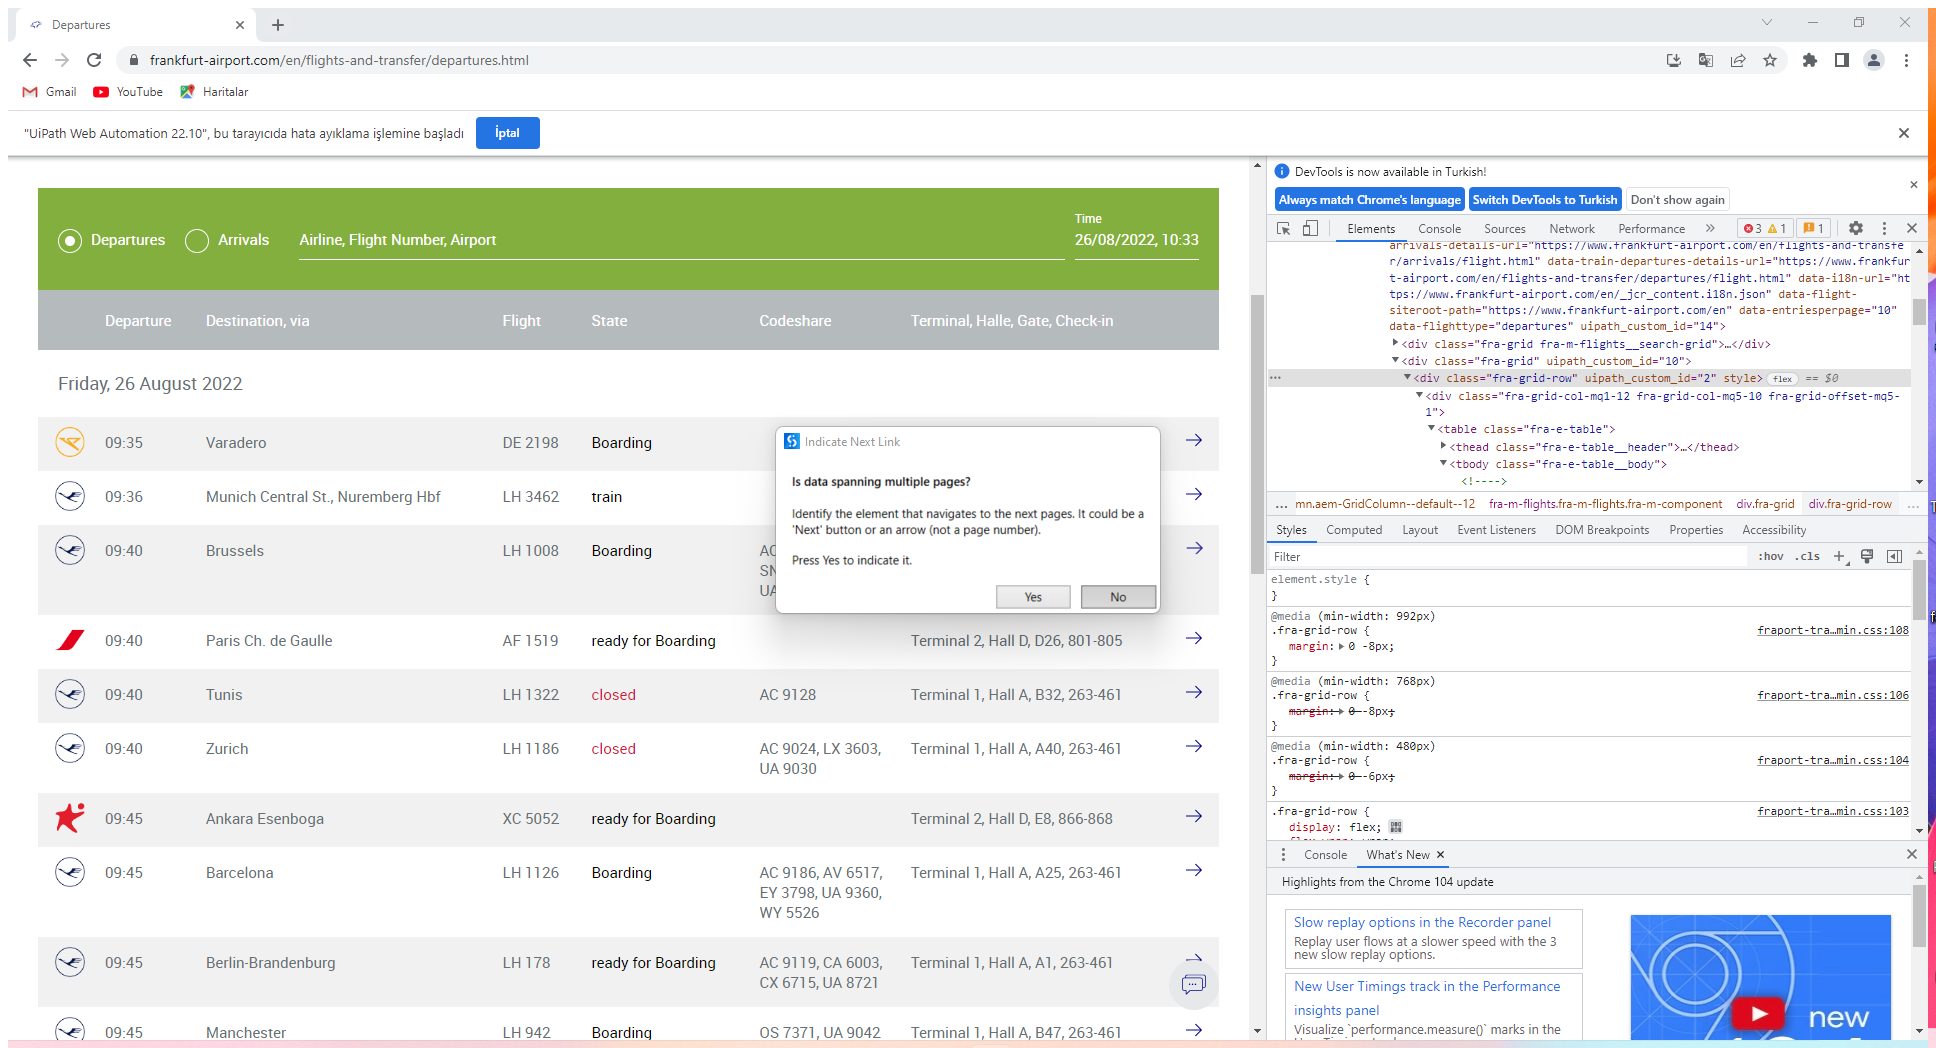 Departures
frankfurt-airport.com/en/flights-and-transfer/departures.html
Gmail YouTube Haritalar
"UiPath Web Automation 22.10", bu tarayıcıda hata ayıklama işlemine başladı İptal
Departures Arrivals Airline, Flight Number, Airport
Time
26/08/2022, 10:33
Departure Destination, via Flight State Codeshare Terminal, Halle, Gate, Check-in
Friday, 26 August 2022
09:35 Varadero DE 2198 Boarding
09:36 Munich Central St., Nuremberg Hbf LH 3462 train
09:40 Brussels LH 1008 Boarding AC
SN
UA
09:40 Paris Ch. de Gaulle AF 1519 ready for Boarding Terminal 2, Hall D, D26, 801-805
09:40 Tunis LH 1322 closed AC 9128 Terminal 1, Hall A, B32, 263-461
09:40 Zurich LH 1186 closed AC 9024, LX 3603, Terminal 1, Hall A, A40, 263-461
UA 9030
09:45 Ankara Esenboga XC 5052 ready for Boarding Terminal 2, Hall D, E8, 866-868
09:45 Barcelona LH 1126 Boarding AC 9186, AV 6517, Terminal 1, Hall A, A25, 263-461
EY 3798, UA 9360,
WY 5526
09:45 Berlin-Brandenburg LH 178 ready for Boarding AC 9119, CA 6003, Terminal 1, Hall A, A1, 263-461
CX 6715, UA 8721
09:45 Manchester LH 942 Boarding OS 7371, UA 9042 Terminal 1, Hall A, B47, 263-461
Indicate Next Link
Is data spanning multiple pages?
Identify the element that navigates to the next pages. It could be a
'Next' button or an arrow (not a page number).
Press Yes to indicate it.
Yes No
DevTools is now available in Turkish!
Always match Chrome's language Switch DevTools to Turkish Don't show again
Elements Console Sources Network Performance » 3 1 1
arrivals-details-url="https://www.frankfurt-airport.com/en/flights-and-transfe
r/arrivals/flight.html" data-train-departures-details-url="https://www.frankfur
t-airport.com/en/flights-and-transfer/departures/flight.html" data-i18n-url="ht
tps://www.frankfurt-airport.com/en/_jcr_content.i18n.json" data-flight-
siteroot-path="https://www.frankfurt-airport.com/en" data-entriesperpage="10"
data-flighttype="departures" uipath_custom_id="14">
<div class="fra-grid fra-m-flights__search-grid">…</div>
<div class="fra-grid" uipath_custom_id="10">
<div class="fra-grid-row" uipath_custom_id="2" style> flex == $0
<div class="fra-grid-col-mq1-12 fra-grid-col-mq5-10 fra-grid-offset-mq5-
1">
<table class="fra-e-table">
<thead class="fra-e-table__header">…</thead>
<tbody class="fra-e-table__body">
<!---->
… mn.aem-GridColumn--default--12 fra-m-flights.fra-m-flights.fra-m-component div.fra-grid div.fra-grid-row …
Styles Computed Layout Event Listeners DOM Breakpoints Properties Accessibility
Filter :hov .cls +
element.style {
}
@media (min-width: 992px)
.fra-grid-row { fraport-tra…min.css:108
margin: 0 -8px;
}
@media (min-width: 768px)
.fra-grid-row { fraport-tra…min.css:106
margin: 0 -8px;
}
@media (min-width: 480px)
.fra-grid-row { fraport-tra…min.css:104
margin: 0 -6px;
}
.fra-grid-row { fraport-tra…min.css:103
display: flex;
Console What's New
Highlights from the Chrome 104 update
Slow replay options in the Recorder panel
Replay user flows at a slower speed with the 3
new slow replay options.
New User Timings track in the Performance
insights panel
Visualize `performance.measure()` marks in the
new